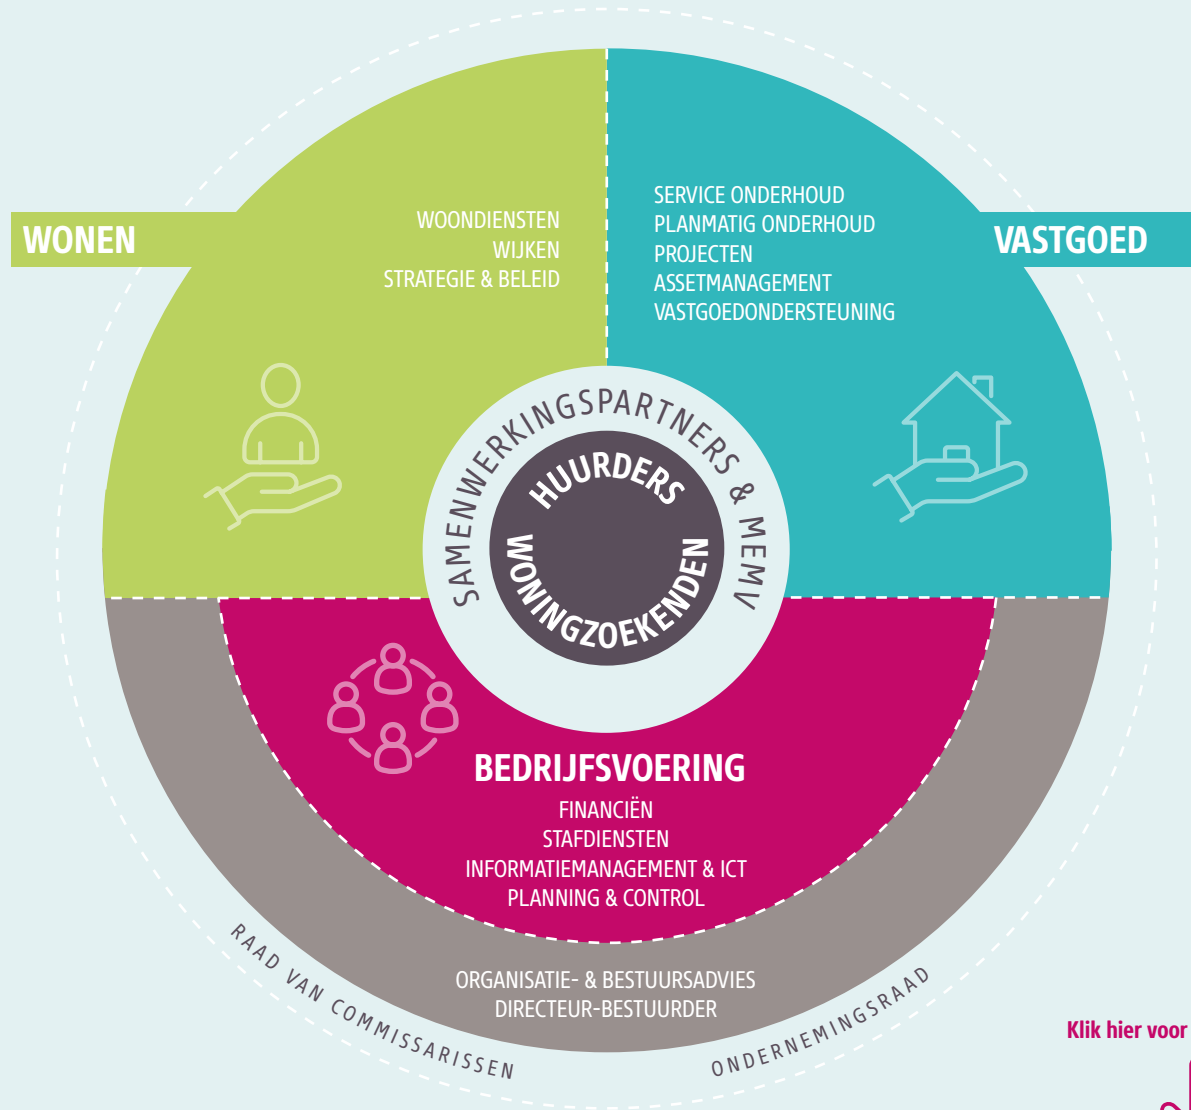 WONEN
WOONDIENSTEN
WIJKEN
STRATEGIE & BELEID
SERVICE ONDERHOUD
PLANMATIG ONDERHOUD
PROJECTEN
ASSETMANAGEMENT
VASTGOEDONDERSTEUNING
VASTGOED
SAMENWERKINGSPARTNERS & MEMV
HUURDERS
WONINGZOEKENDEN
BEDRIJFSVOERING
FINANCIËN
STAFDIENSTEN
INFORMATIEMANAGEMENT & ICT
PLANNING & CONTROL
ORGANISATIE- & BESTUURSADVIES
DIRECTEUR-BESTUURDER
RAAD VAN COMMISSARISSEN
ONDERNEMINGSRAAD
Klik hier voor